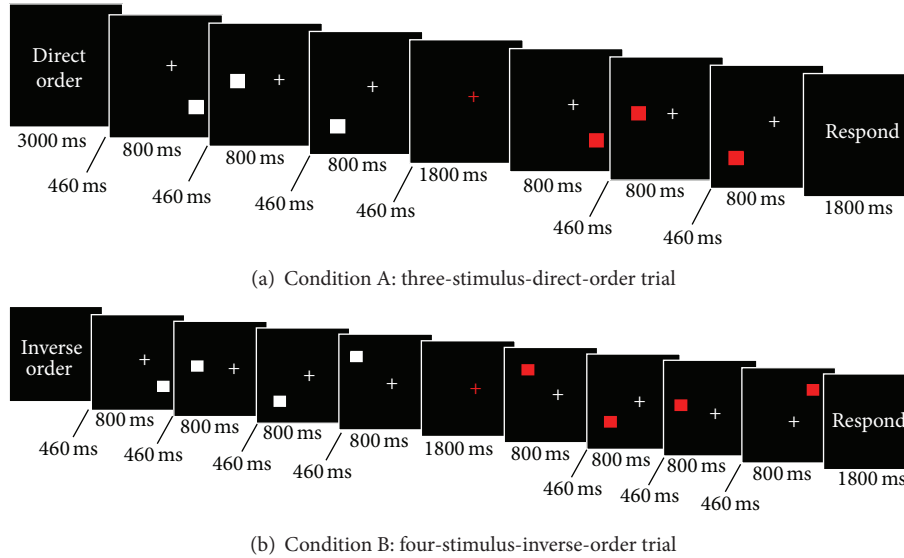 Direct
order
3000 ms
460 ms
800 ms
460 ms
800 ms
460 ms
800 ms
460 ms
1800 ms
800 ms
460 ms
800 ms
460 ms
800 ms
Respond
1800 ms
(a) Condition A: three-stimulus-direct-order trial
Inverse
order
460 ms
800 ms
460 ms
800 ms
460 ms
800 ms
460 ms
800 ms
1800 ms
800 ms
460 ms
800 ms
460 ms
800 ms
460 ms
800 ms
Respond
1800 ms
(b) Condition B: four-stimulus-inverse-order trial